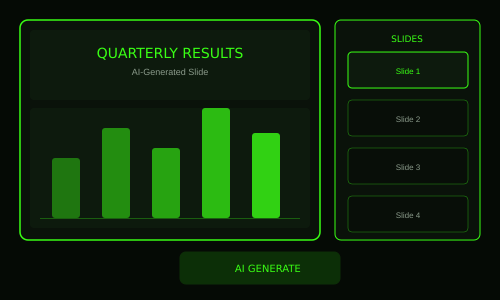 QUARTERLY RESULTS
AI-Generated Slide
SLIDES
Slide 1
Slide 2
Slide 3
Slide 4
AI GENERATE